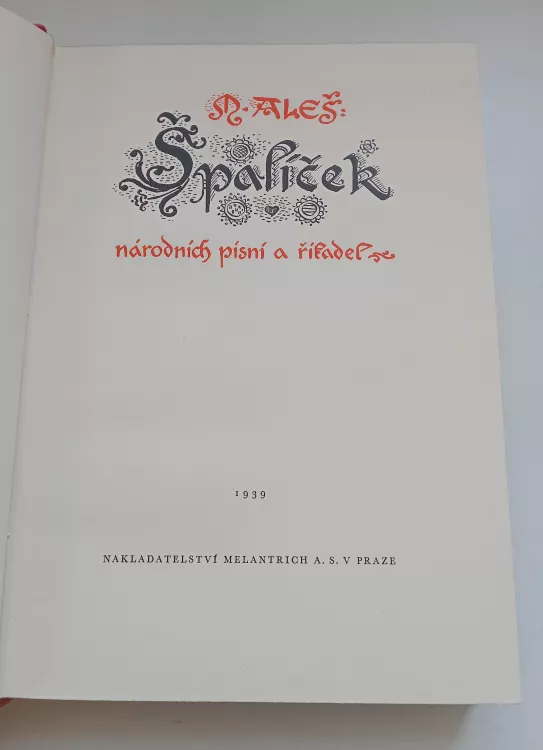 M. ALEŠ:
Špalíček
národních písní a říkadel
1939
NAKLADATELSTVÍ MELANTRICH A. S. V PRAZE